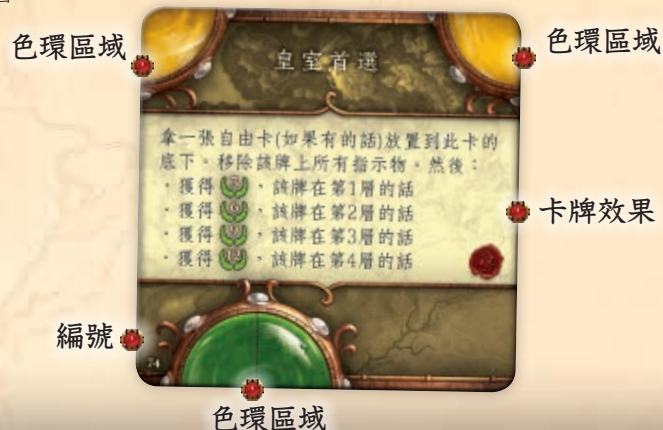 色環區域
色環區域
皇室首選
拿一張自由卡(如果有的話)放置到此卡的
底下。移除該牌上所有指示物。然後：
·獲得，該牌在第1層的話
·獲得，該牌在第2層的話
·獲得，該牌在第3層的話
·獲得，該牌在第4層的話
卡牌效果
編號
74
色環區域